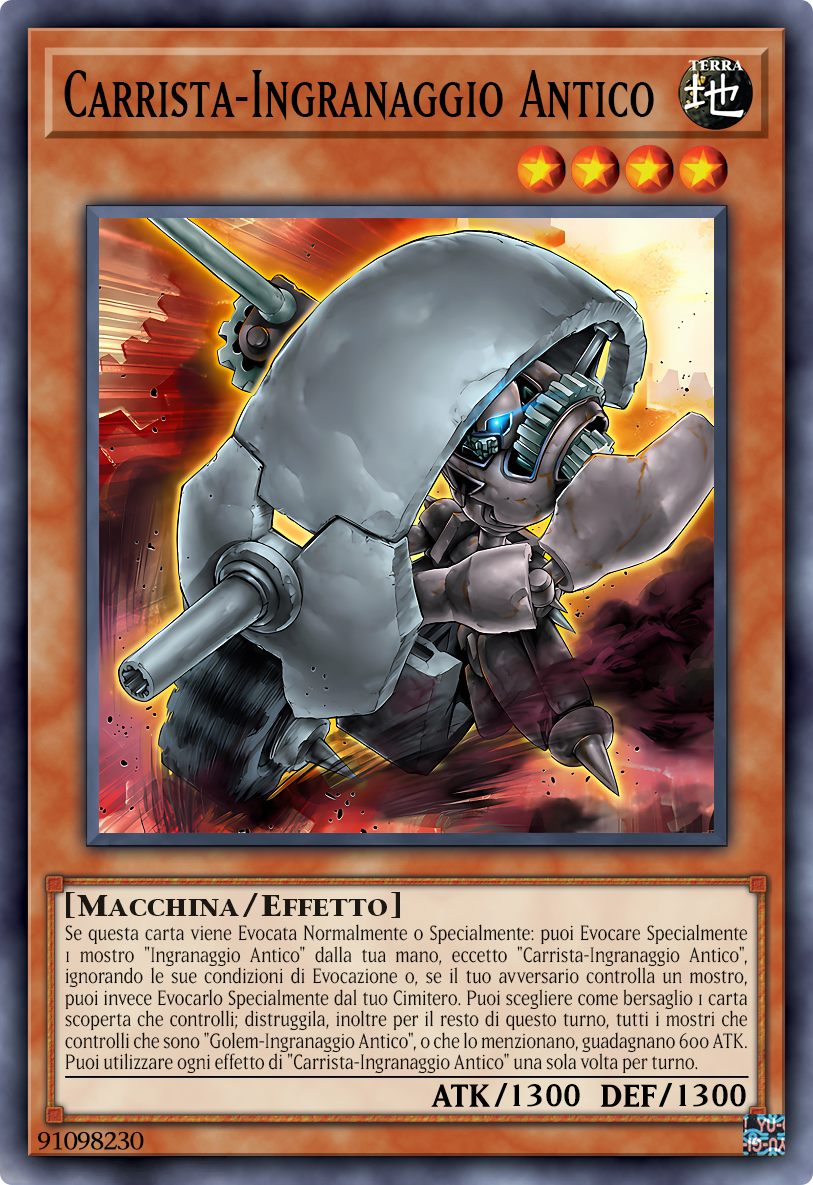 Carrista-Ingranaggio Antico
TERRA
地
[Macchina/Effetto]
Se questa carta viene Evocata Normalmente o Specialmente: puoi Evocare Specialmente
1 mostro "Ingranaggio Antico" dalla tua mano, eccetto "Carrista-Ingranaggio Antico",
ignorando le sue condizioni di Evocazione o, se il tuo avversario controlla un mostro,
puoi invece Evocarlo Specialmente dal tuo Cimitero. Puoi scegliere come bersaglio 1 carta
scoperta che controlli; distruggila, inoltre per il resto di questo turno, tutti i mostri che
controlli che sono "Golem-Ingranaggio Antico", o che lo menzionano, guadagnano 600 ATK.
Puoi utilizzare ogni effetto di "Carrista-Ingranaggio Antico" una sola volta per turno.
ATK/1300 DEF/1300
91098230